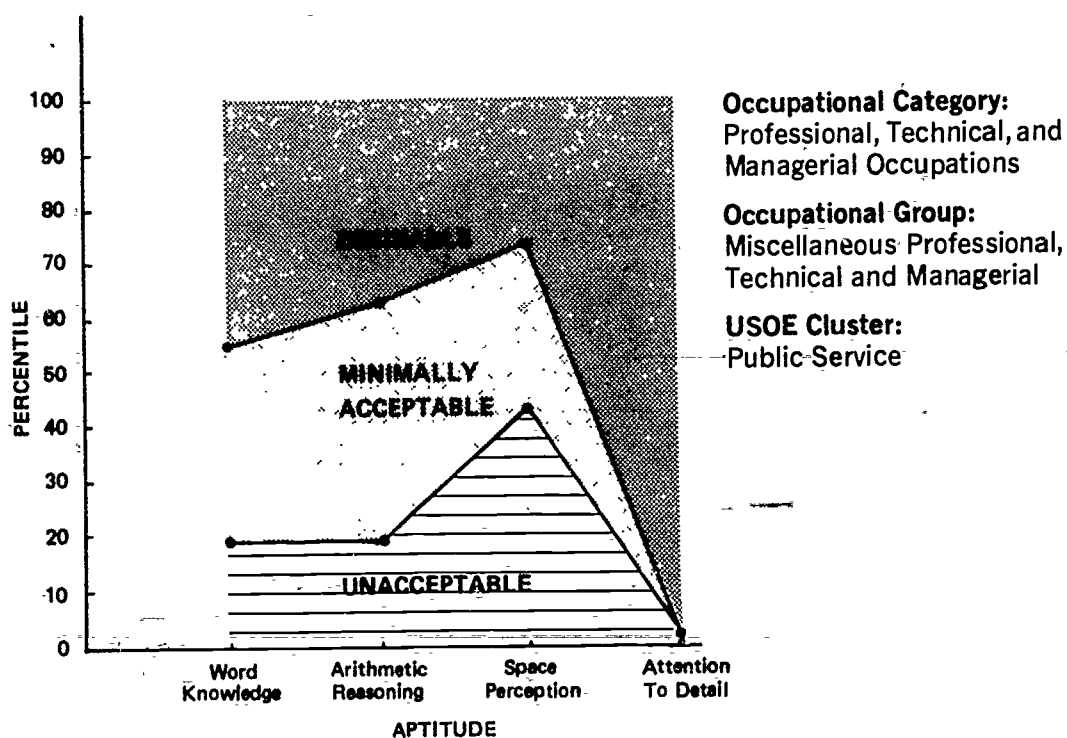 100
90
80
70
60
50
40
30
20
10
0
PERCENTILE
MINIMALLY
ACCEPTABLE
UNACCEPTABLE
Word
Knowledge
Arithmetic
Reasoning
Space
Perception
Attention
To Detail
APTITUDE
Occupational Category:
Professional, Technical, and
Managerial Occupations
Occupational Group:
Miscellaneous Professional,
Technical and Managerial
USOE Cluster:
Public Service